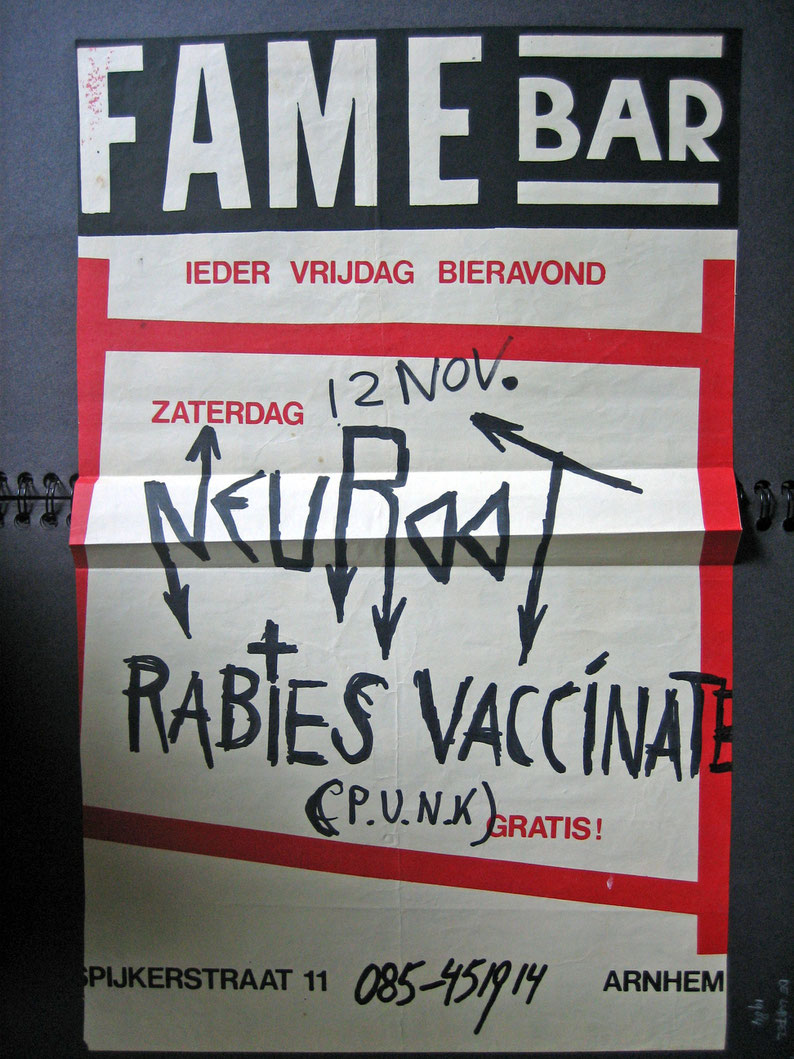 FAME BAR
IEDER VRIJDAG BIERAVOND
ZATERDAG 12 NOV.
NEUROOT
RABIES VACCINATE
(P.U.N.K) GRATIS!
SPIJKERSTRAAT 11 085-451914 ARNHEM